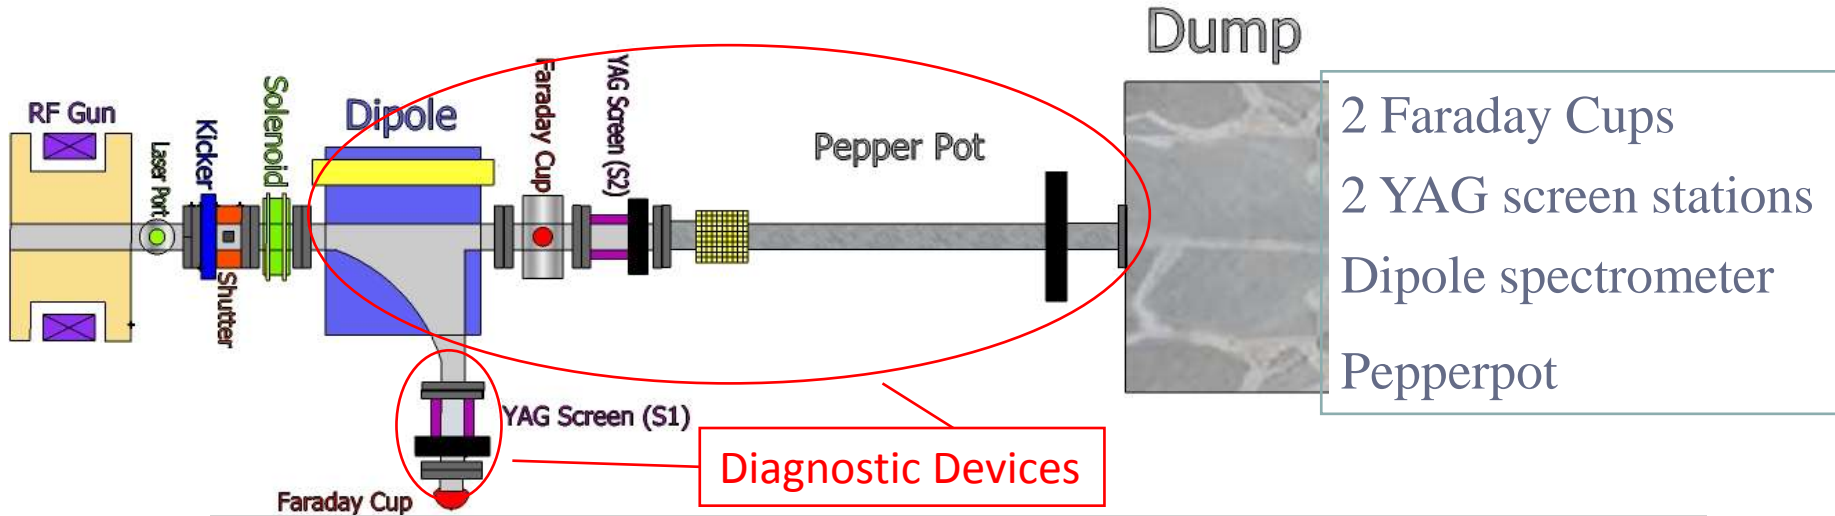 Dump
RF Gun
Laser Port
Kicker
Shutter
Solenoid
Dipole
Faraday Cup
YAG Screen (S2)
Pepper Pot
2 Faraday Cups
2 YAG screen stations
Dipole spectrometer
Pepperpot
YAG Screen (S1)
Diagnostic Devices
Faraday Cup